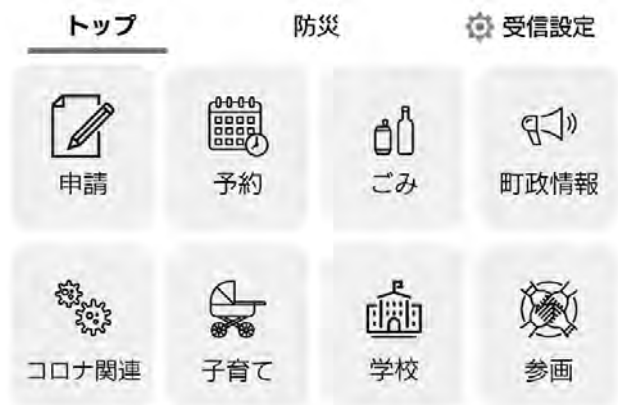 トップ
防災
受信設定
申請
予約
ごみ
町政情報
コロナ関連
子育て
学校
参画